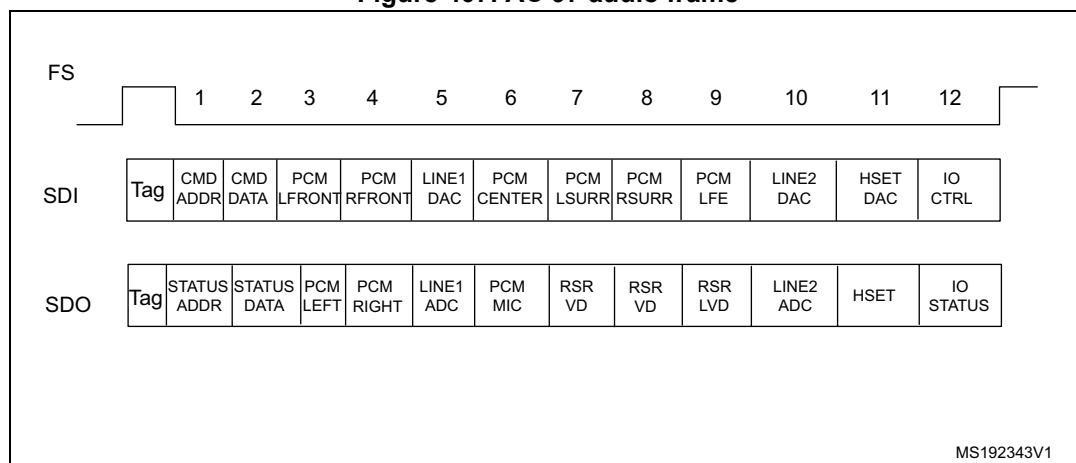 Figure audio frame
FS
1 2 3 4 5 6 7 8 9 10 11 12
SDI
Tag
CMD ADDR
CMD DATA
PCM LFRONT
PCM RFRONT
LINE1 DAC
PCM CENTER
PCM LSURR
PCM RSURR
PCM LFE
LINE2 DAC
HSET DAC
IO CTRL
SDO
Tag
STATUS ADDR
STATUS DATA
PCM LEFT
PCM RIGHT
LINE1 ADC
PCM MIC
RSR VD
RSR VD
RSR LVD
LINE2 ADC
HSET
IO STATUS
MS192343V1